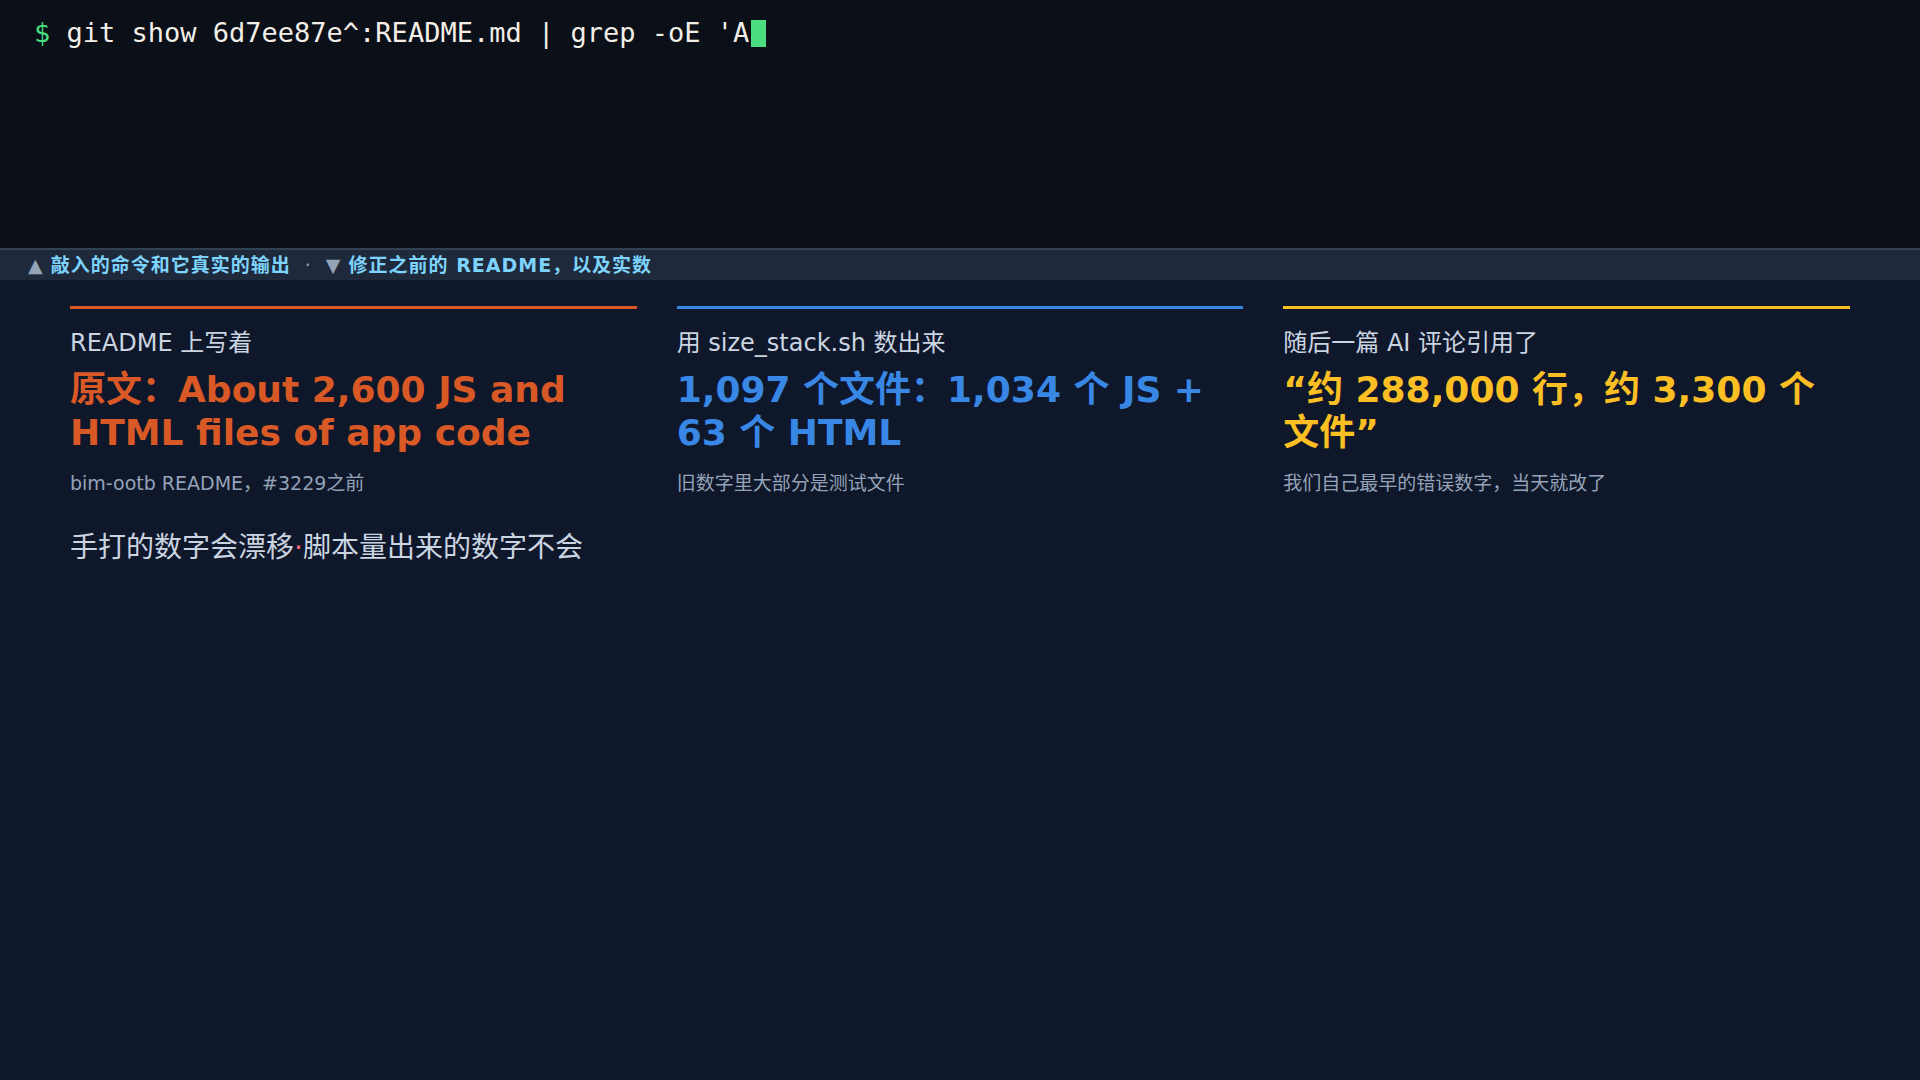 $ git show 6d7ee87e^:README.md | grep -oE 'A
▲ 敲入的命令和它真实的输出 · ▼ 修正之前的 README，以及实数
README 上写着
原文：About 2,600 JS and
HTML files of app code
bim-ootb README，#3229之前
用 size_stack.sh 数出来
1,097 个文件：1,034 个 JS +
63 个 HTML
旧数字里大部分是测试文件
随后一篇 AI 评论引用了
“约 288,000 行，约 3,300 个
文件”
我们自己最早的错误数字，当天就改了
手打的数字会漂移·脚本量出来的数字不会